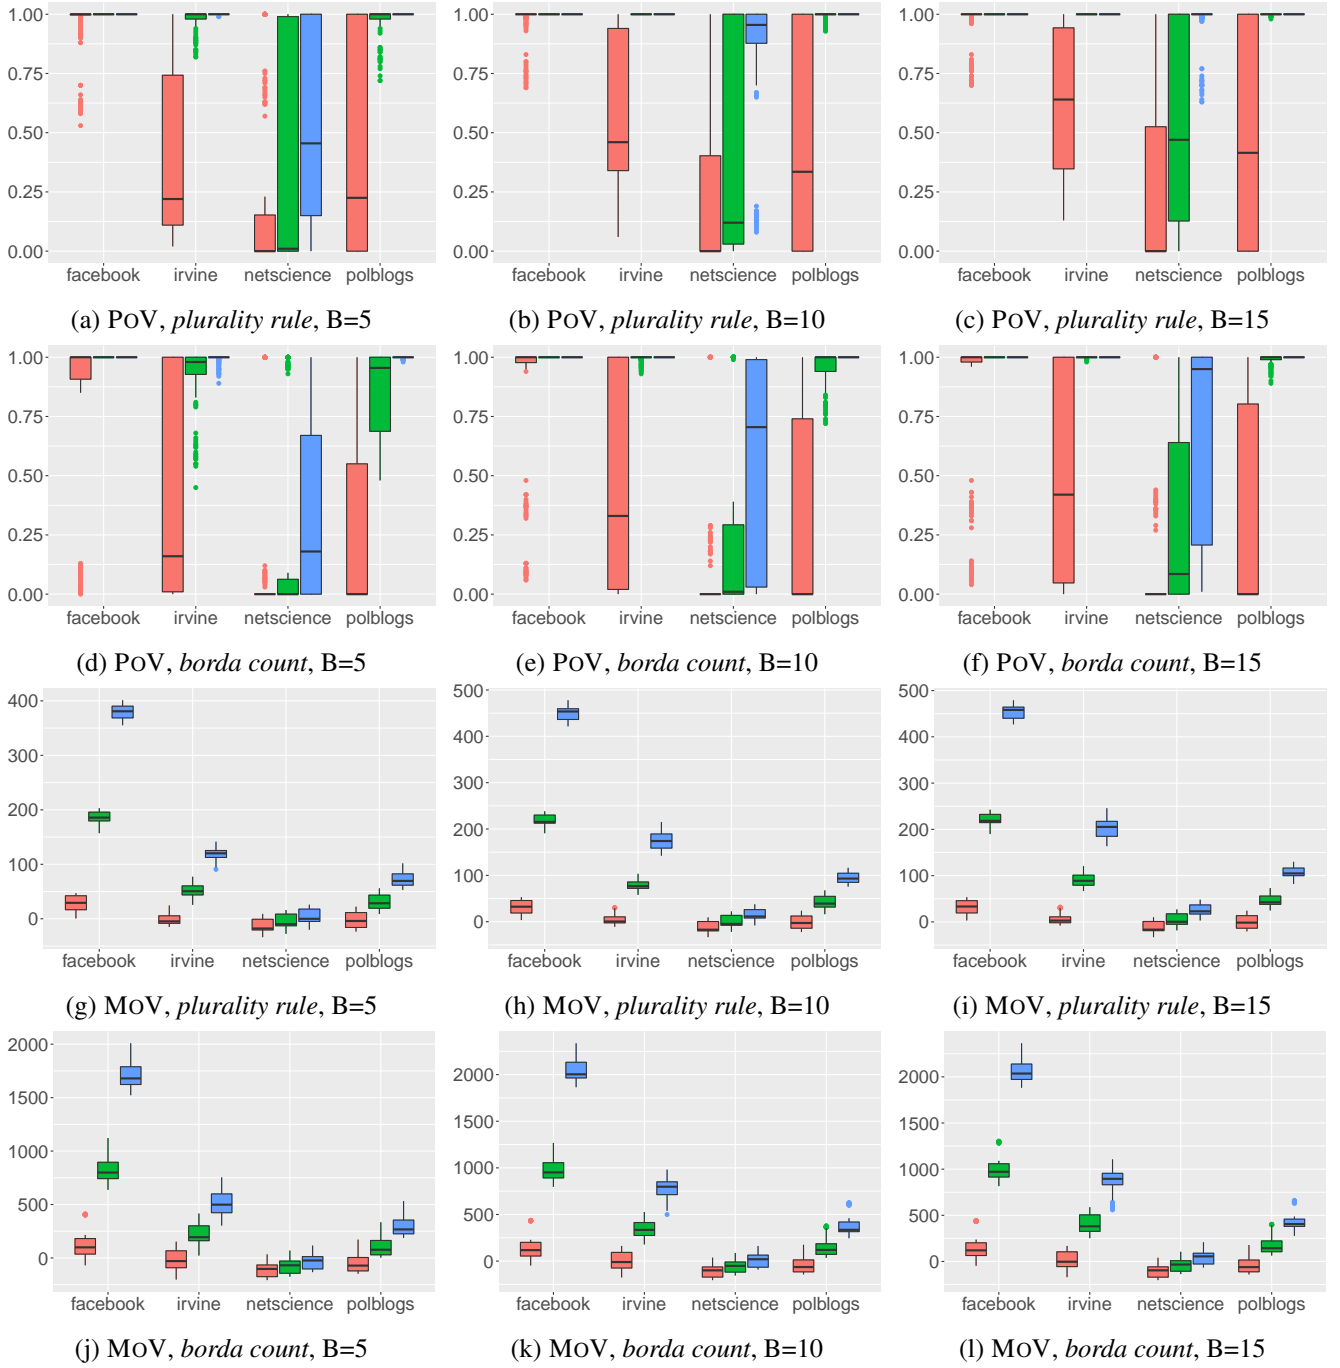 1.00
0.75
0.50
0.25
0.00
facebook irvine netscience polblogs
(a) POV, plurality rule, B=5
1.00
0.75
0.50
0.25
0.00
facebook irvine netscience polblogs
(b) POV, plurality rule, B=10
1.00
0.75
0.50
0.25
0.00
facebook irvine netscience polblogs
(c) POV, plurality rule, B=15
1.00
0.75
0.50
0.25
0.00
facebook irvine netscience polblogs
(d) POV, borda count, B=5
1.00
0.75
0.50
0.25
0.00
facebook irvine netscience polblogs
(e) POV, borda count, B=10
1.00
0.75
0.50
0.25
0.00
facebook irvine netscience polblogs
(f) POV, borda count, B=15
400
300
200
100
0
facebook irvine netscience polblogs
(g) MOV, plurality rule, B=5
500
400
300
200
100
0
facebook irvine netscience polblogs
(h) MOV, plurality rule, B=10
500
400
300
200
100
0
facebook irvine netscience polblogs
(i) MOV, plurality rule, B=15
2000
1500
1000
500
0
facebook irvine netscience polblogs
(j) MOV, borda count, B=5
2000
1500
1000
500
0
facebook irvine netscience polblogs
(k) MOV, borda count, B=10
2000
1500
1000
500
0
facebook irvine netscience polblogs
(l) MOV, borda count, B=15